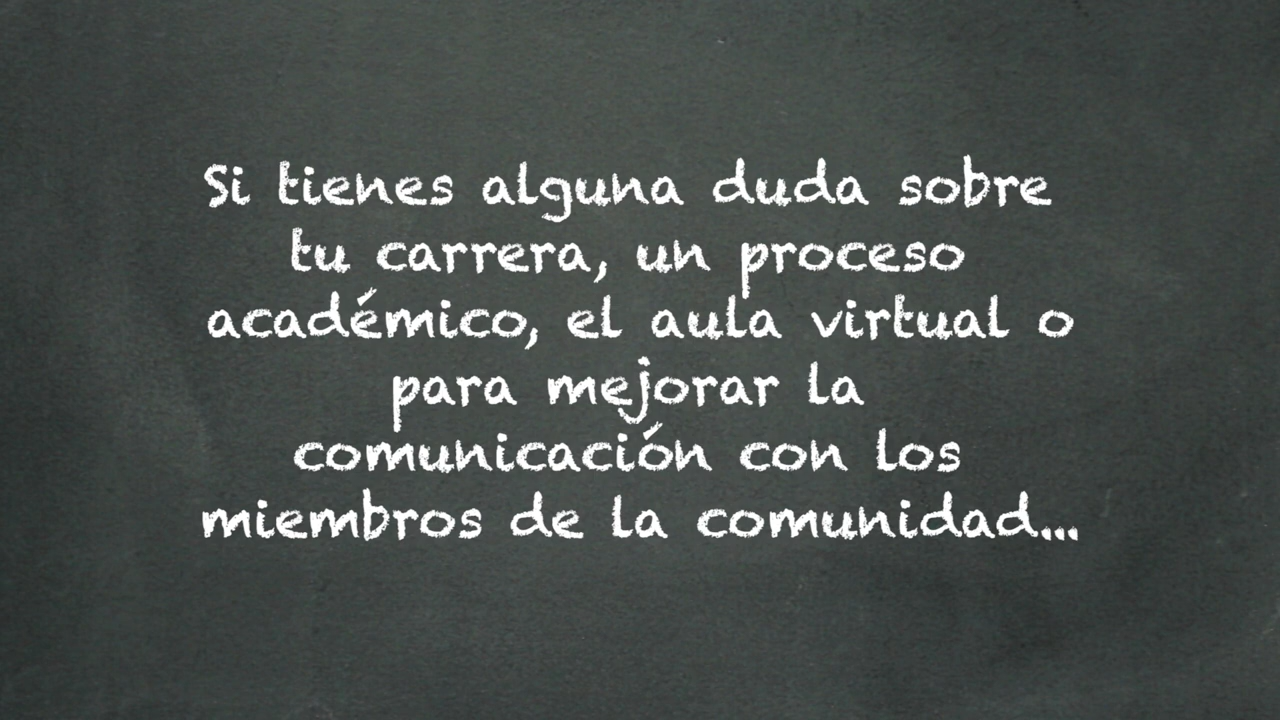 Si tienes alguna duda sobre
tu carrera, un proceso
académico, el aula virtual o
para mejorar la
comunicación con los
miembros de la comunidad...